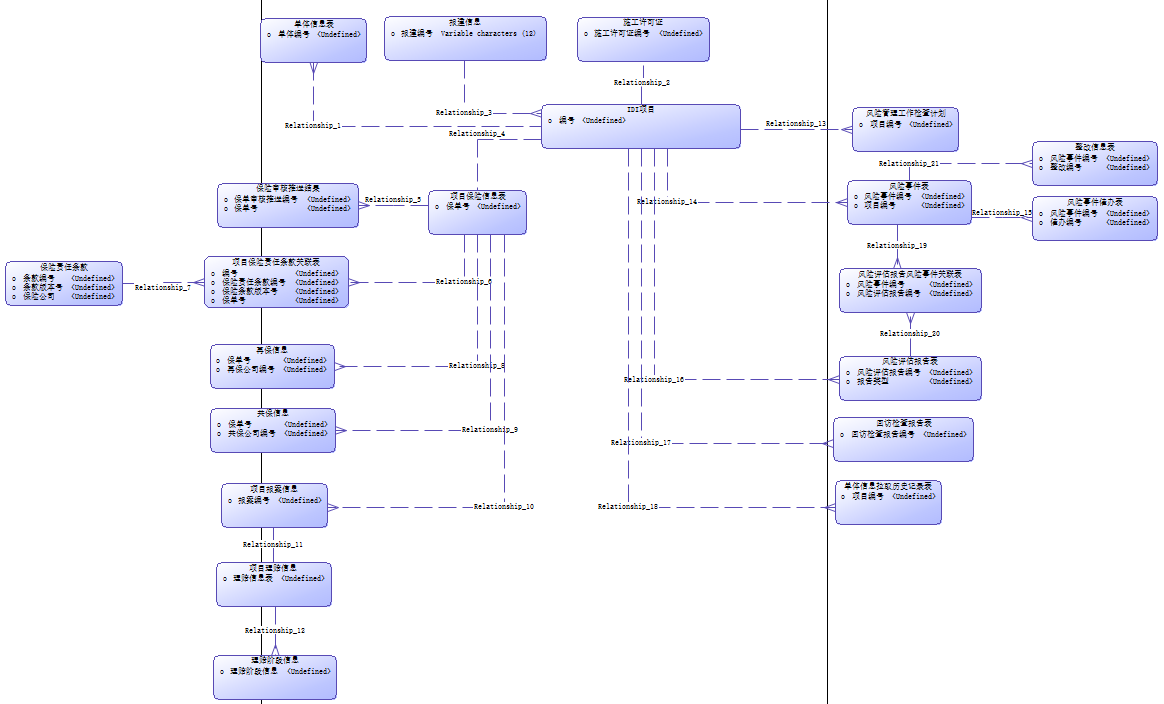 单体信息表
o 单体编号 <Undefined>
报建信息
o 报建编号 Variable characters (12)
施工许可证
o 施工许可证编号 <Undefined>
Relationship_2
Relationship_1
Relationship_3
Relationship_4
IDI项目
o 编号 <Undefined>
Relationship_13
风险管理工作检查计划
o 项目编号 <Undefined>
Relationship_21
整改信息表
o 风险事件编号 <Undefined>
o 整改编号 <Undefined>
保险审核推送结果
o 保单审核推送编号 <Undefined>
o 保单号 <Undefined>
Relationship_5
项目保险信息表
o 保单号 <Undefined>
Relationship_14
风险事件表
o 风险事件编号 <Undefined>
o 项目编号 <Undefined>
Relationship_15
风险事件催办表
o 风险事件编号 <Undefined>
o 催办编号 <Undefined>
Relationship_19
保险责任条款
o 条款编号 <Undefined>
o 条款版本号 <Undefined>
o 保险公司 <Undefined>
Relationship_7
项目保险责任条款关联表
o 编号 <Undefined>
o 保险责任条款编号 <Undefined>
o 保险条款版本号 <Undefined>
o 保单号 <Undefined>
Relationship_6
风险评估报告风险事件关联表
o 风险事件编号 <Undefined>
o 风险评估报告编号 <Undefined>
Relationship_20
再保信息
o 保单号 <Undefined>
o 再保公司编号 <Undefined>
Relationship_8
Relationship_16
风险评估报告表
o 风险评估报告编号 <Undefined>
o 报告类型 <Undefined>
共保信息
o 保单号 <Undefined>
o 共保公司编号 <Undefined>
Relationship_9
Relationship_17
回访检查报告表
o 回访检查报告编号 <Undefined>
项目报案信息
o 报案编号 <Undefined>
Relationship_10
Relationship_18
单体信息抽取历史记录表
o 项目编号 <Undefined>
Relationship_11
项目理赔信息
o 理赔信息表 <Undefined>
Relationship_12
理赔阶段信息
o 理赔阶段信息 <Undefined>